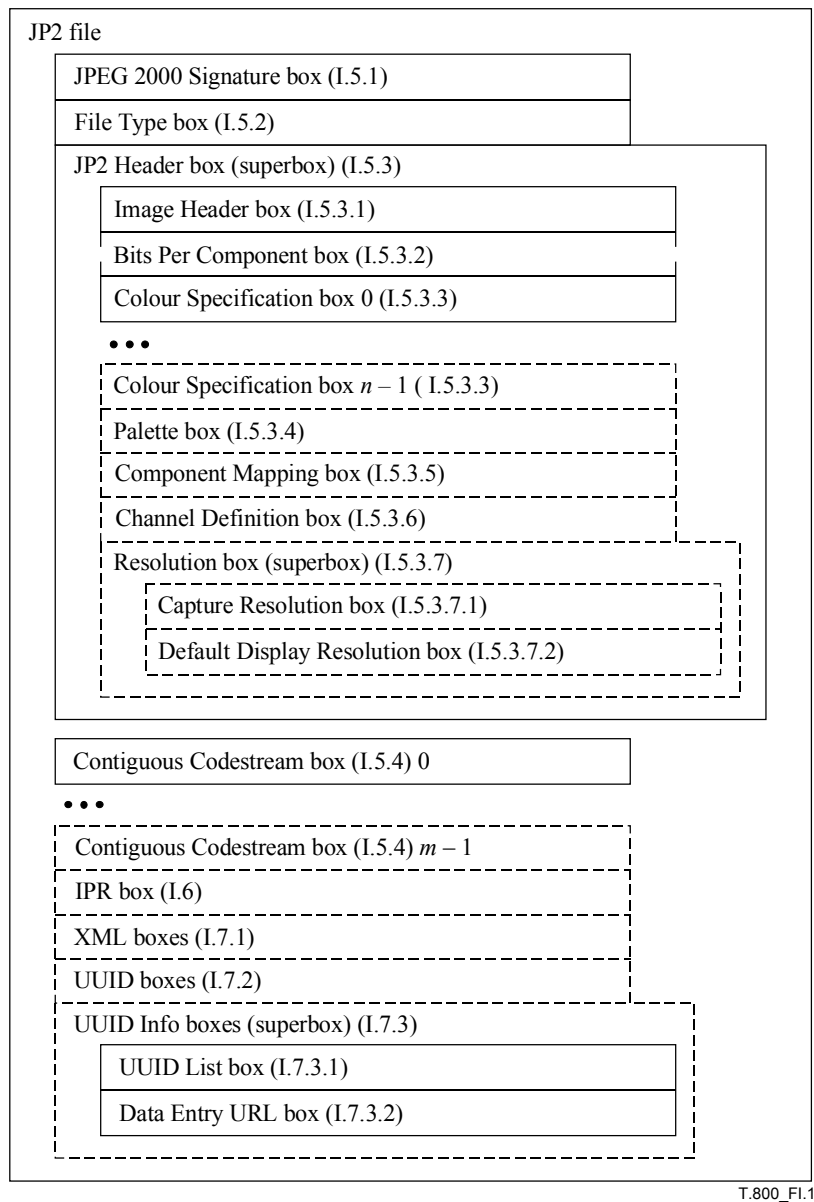 JP2 file
JPEG 2000 Signature box (I.5.1)
File Type box (I.5.2)
JP2 Header box (superbox) (I.5.3)
Image Header box (I.5.3.1)
Bits Per Component box (I.5.3.2)
Colour Specification box 0 (I.5.3.3)
•••
Colour Specification box n – 1 ( I.5.3.3)
Palette box (I.5.3.4)
Component Mapping box (I.5.3.5)
Channel Definition box (I.5.3.6)
Resolution box (superbox) (I.5.3.7)
Capture Resolution box (I.5.3.7.1)
Default Display Resolution box (I.5.3.7.2)
Contiguous Codestream box (I.5.4) 0
•••
Contiguous Codestream box (I.5.4) m – 1
IPR box (I.6)
XML boxes (I.7.1)
UUID boxes (I.7.2)
UUID Info boxes (superbox) (I.7.3)
UUID List box (I.7.3.1)
Data Entry URL box (I.7.3.2)
T.800_FI.1